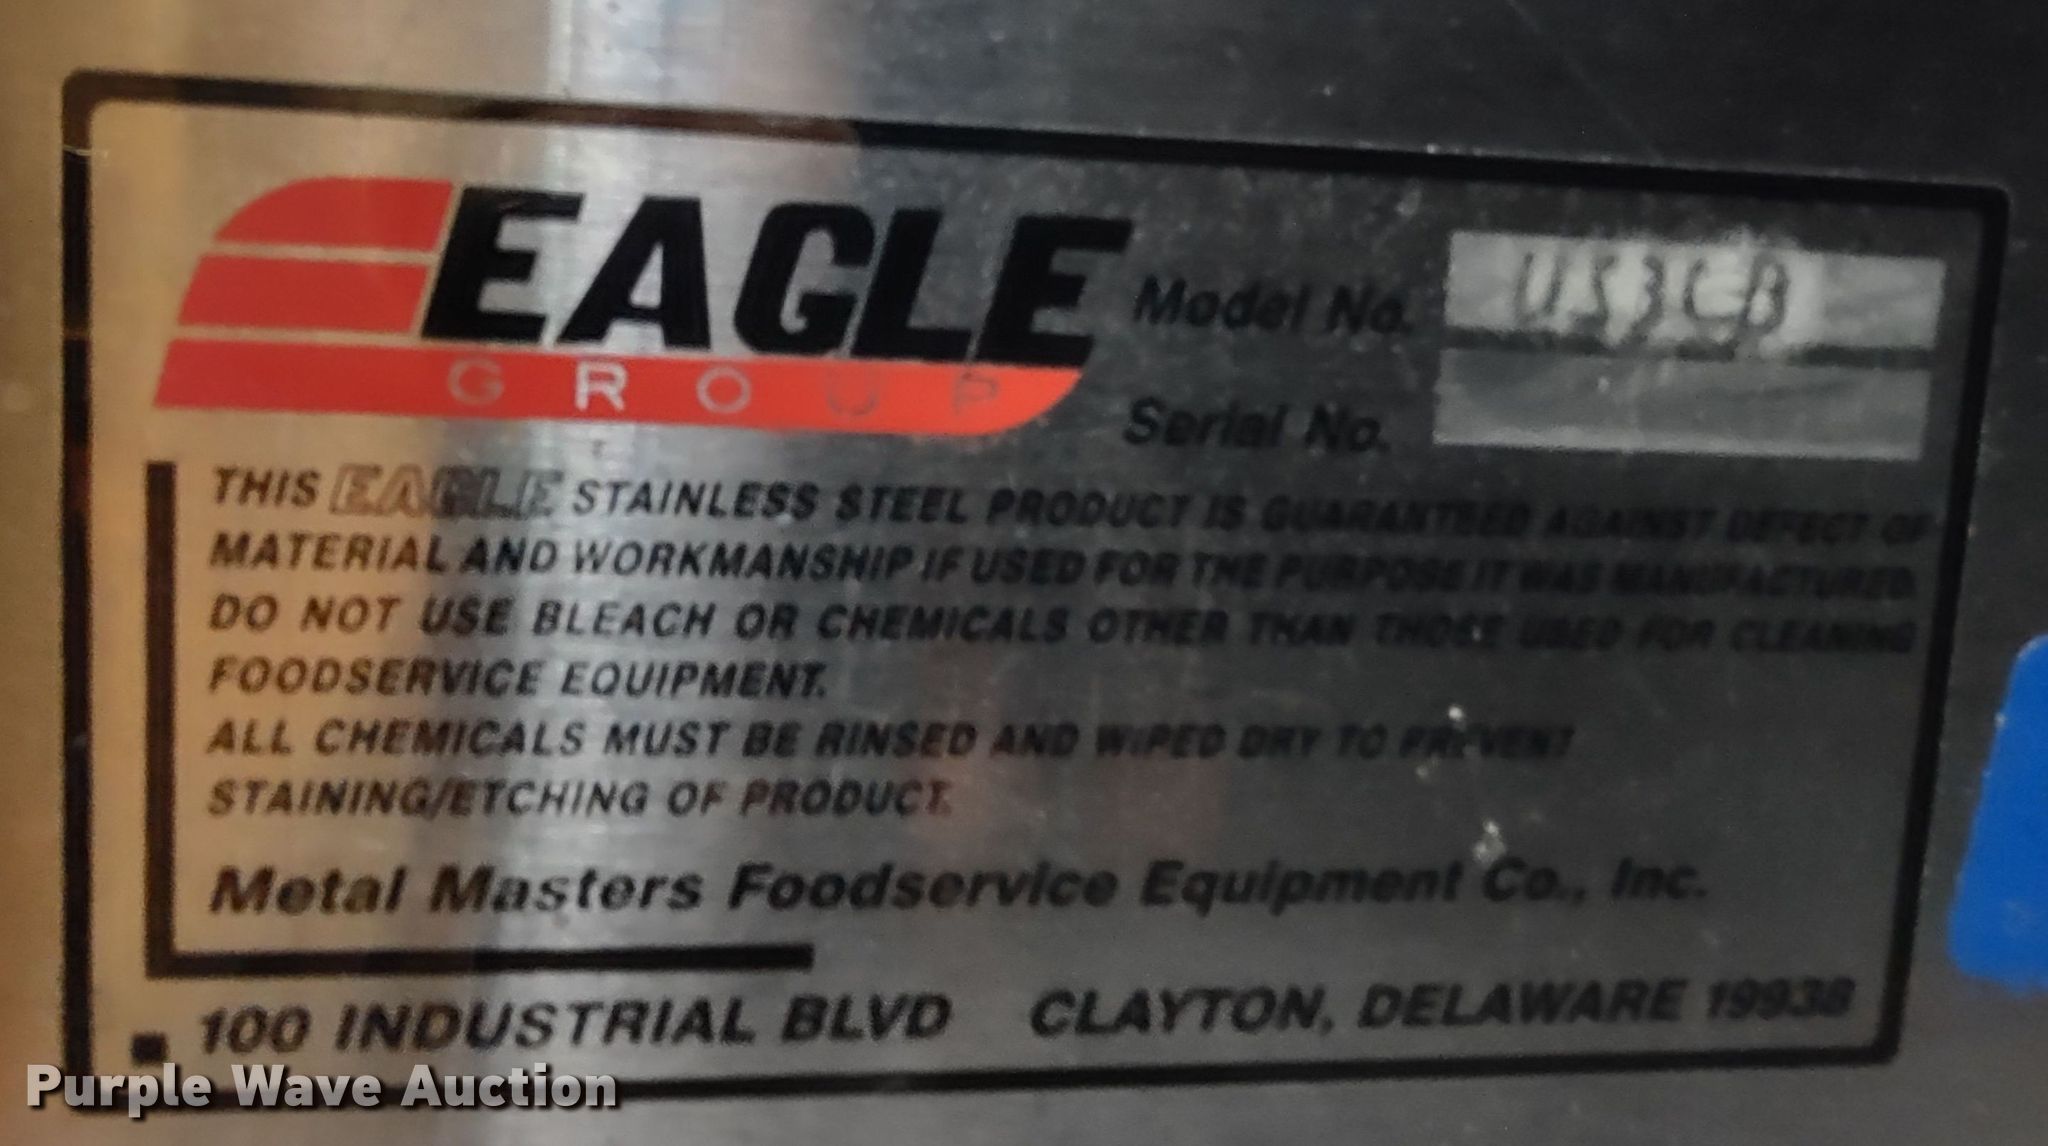 EAGLE
GROUP
Model No. US3CB
Serial No.
THIS EAGLE STAINLESS STEEL PRODUCT IS GUARANTEED AGAINST DEFECT OF
MATERIAL AND WORKMANSHIP IF USED FOR THE PURPOSE IT WAS MANUFACTURED.
DO NOT USE BLEACH OR CHEMICALS OTHER THAN THOSE USED FOR CLEANING
FOODSERVICE EQUIPMENT.
ALL CHEMICALS MUST BE RINSED AND WIPED DRY TO PREVENT
STAINING/ETCHING OF PRODUCT.
Metal Masters Foodservice Equipment Co., Inc.
100 INDUSTRIAL BLVD CLAYTON, DELAWARE 19938
Purple Wave Auction